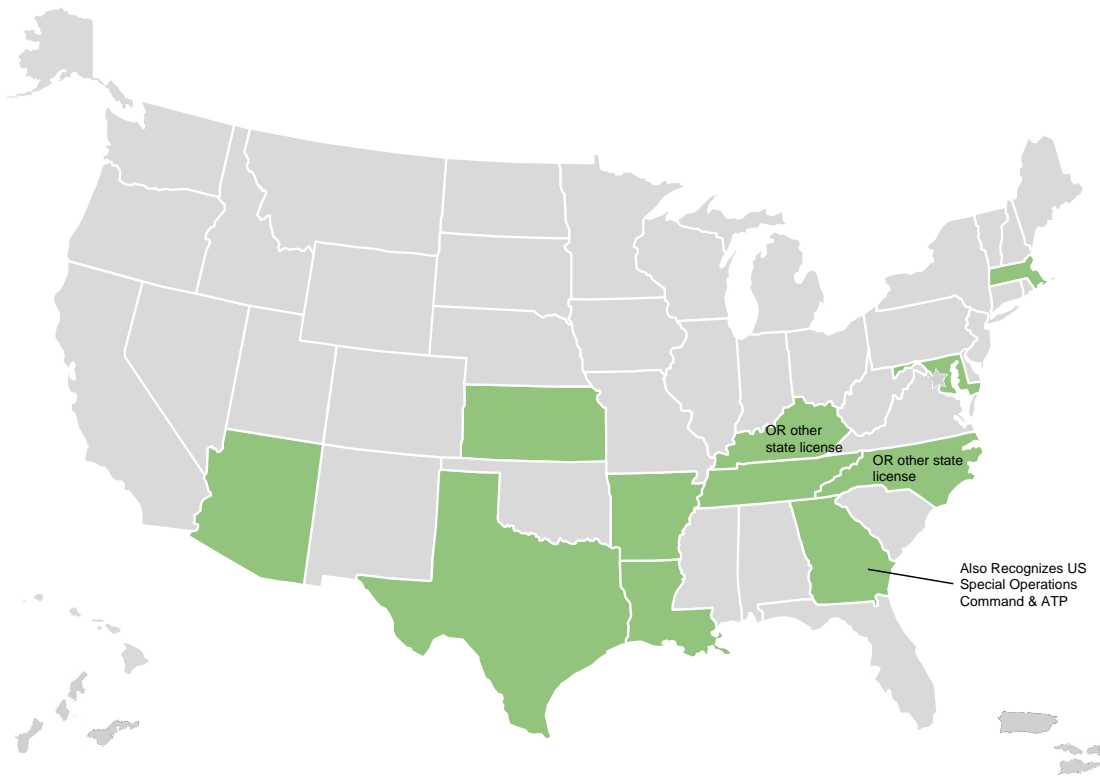 OR other
state license
OR other state
license
Also Recognizes US
Special Operations
Command & ATP